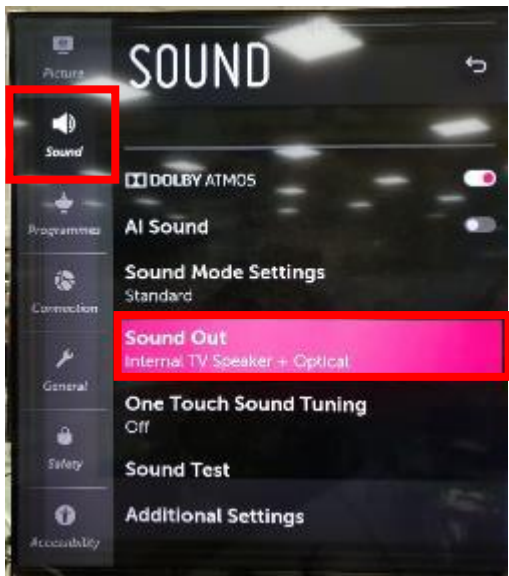 Picture
Sound
Programmes
Connection
General
Safety
Accessibility
SOUND
DOLBY ATMOS
AI Sound
Sound Mode Settings
Standard
Sound Out
Internal TV Speaker + Optical
One Touch Sound Tuning
Off
Sound Test
Additional Settings